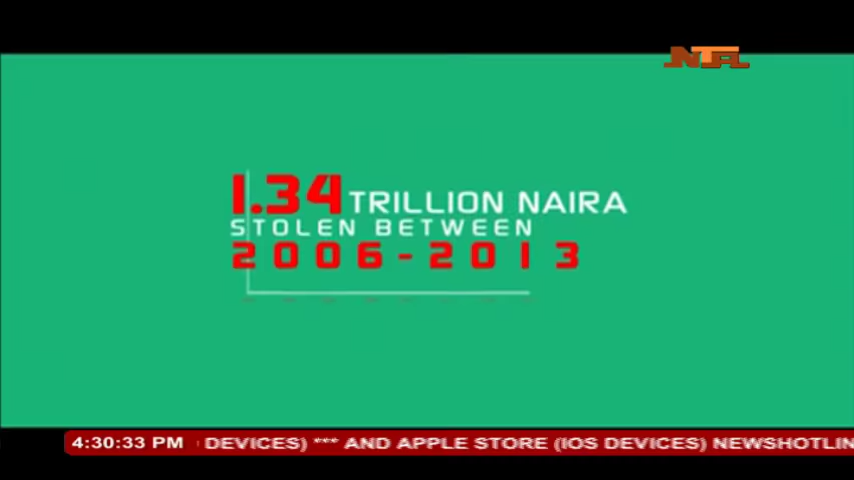 NTA
1.34 TRILLION NAIRA
STOLEN BETWEEN
2006-2013
4:30:33 PM DEVICES) *** AND APPLE STORE (IOS DEVICES) NEWSHOTLIN